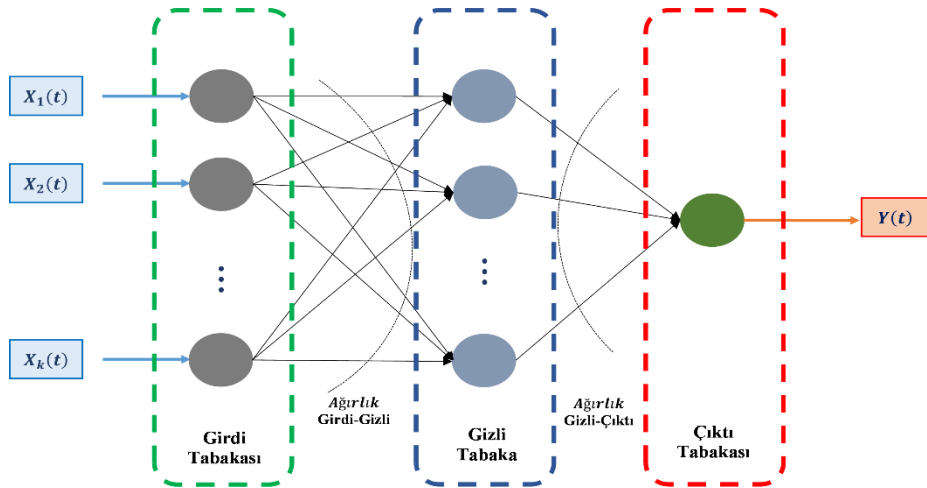 X₁(t)
X₂(t)
Xₖ(t)
Y(t)
Ağırlık
Girdi-Gizli
Ağırlık
Gizli-Çıktı
Girdi
Tabakası
Gizli
Tabaka
Çıktı
Tabakası